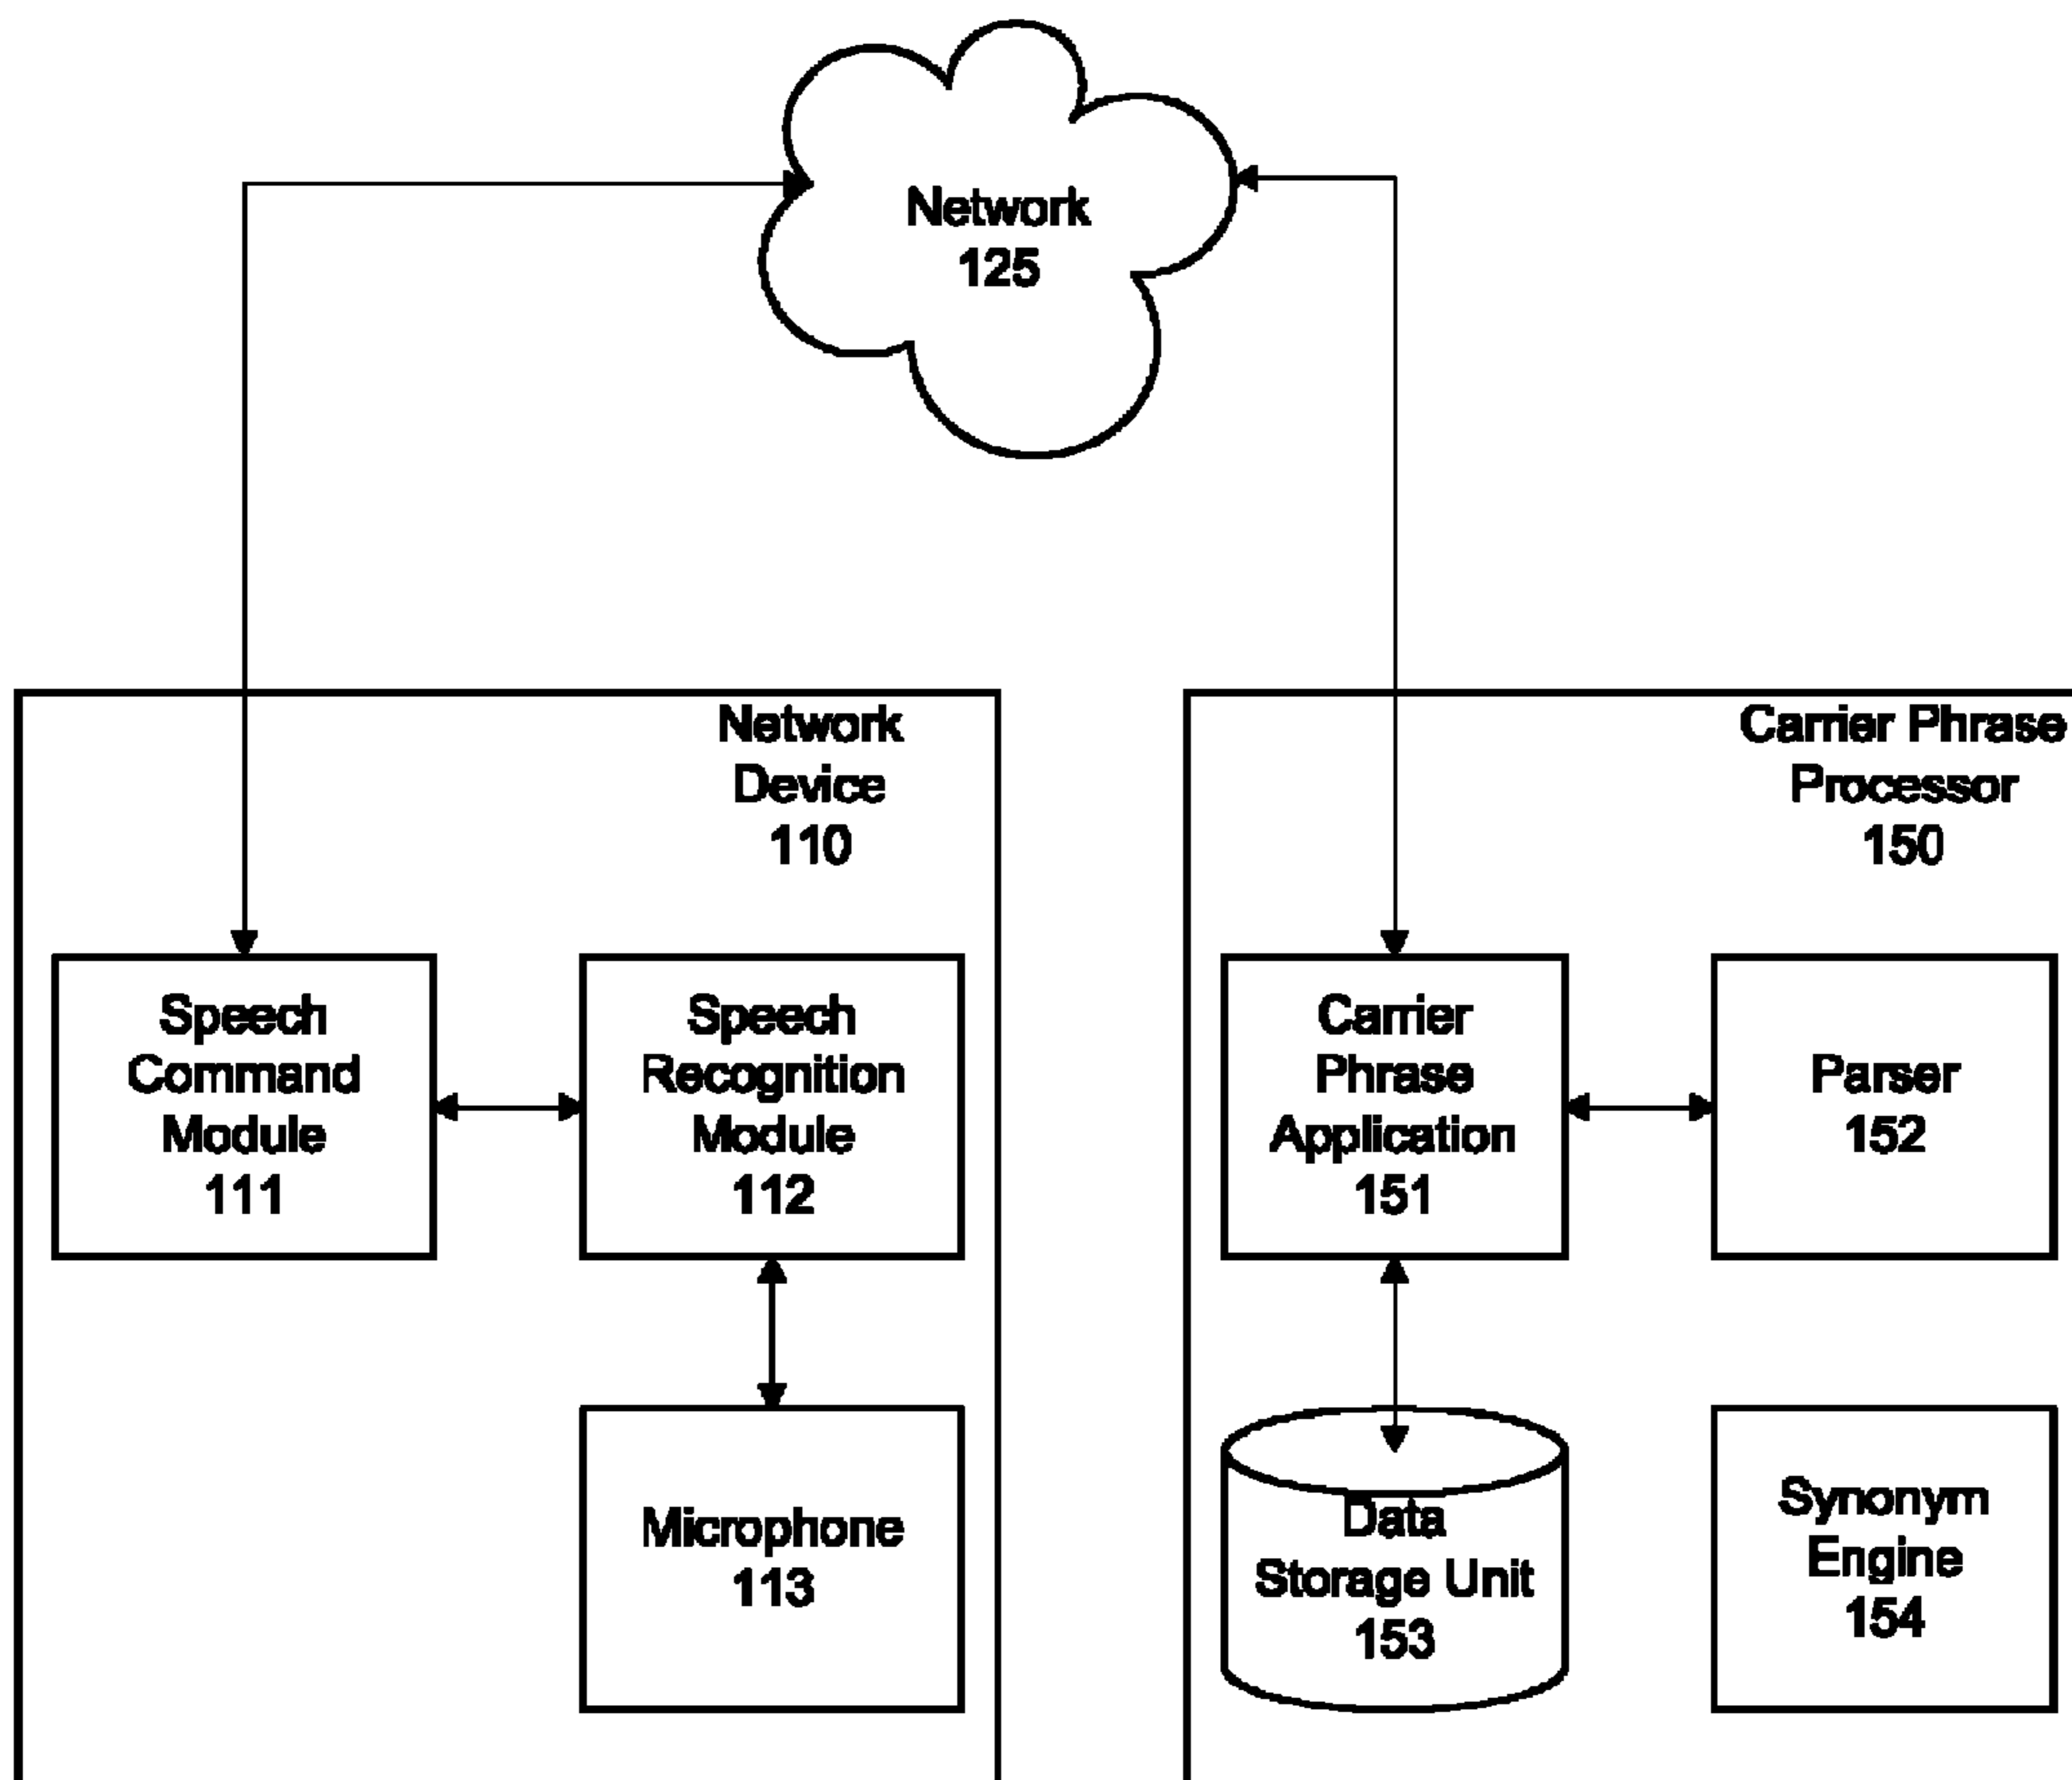 Network
125
Network
Device
110
Carrier Phrase
Processor
150
Speech
Command
Module
111
Speech
Recognition
Module
112
Carrier
Phrase
Application
151
Parser
152
Microphone
113
Data
Storage Unit
153
Synonym
Engine
154